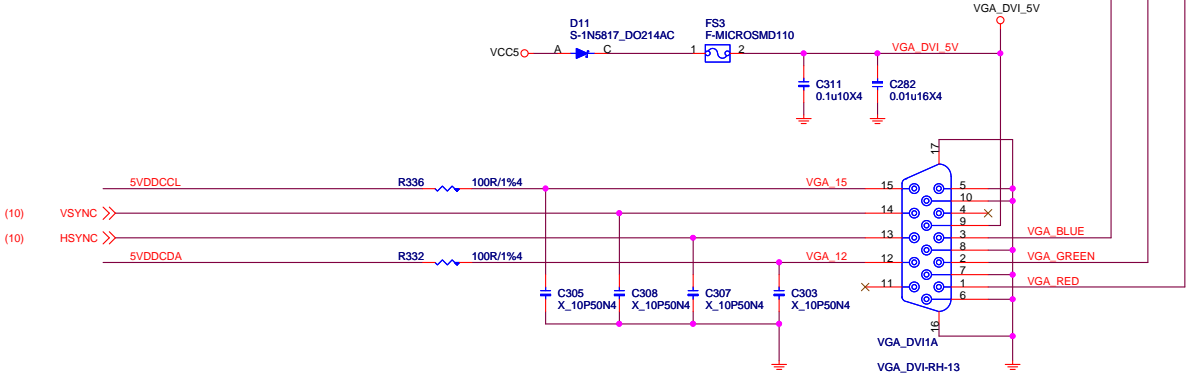 VGA_DVI_5V
D11
S-1N5817_DO214AC
FS3
F-MICROSMD110
VCC5
A
C
1
2
VGA_DVI_5V
C311
0.1u10X4
C282
0.01u16X4
17
5VDDCCL
R336
100R/1%4
VGA_15
15
5
10
(10)
VSYNC
14
4
9
(10)
HSYNC
13
3
VGA_BLUE
8
5VDDCDA
R332
100R/1%4
VGA_12
12
2
VGA_GREEN
7
11
1
VGA_RED
6
C305
X_10P50N4
C308
X_10P50N4
C307
X_10P50N4
C303
X_10P50N4
16
VGA_DVI1A
VGA_DVI-RH-13